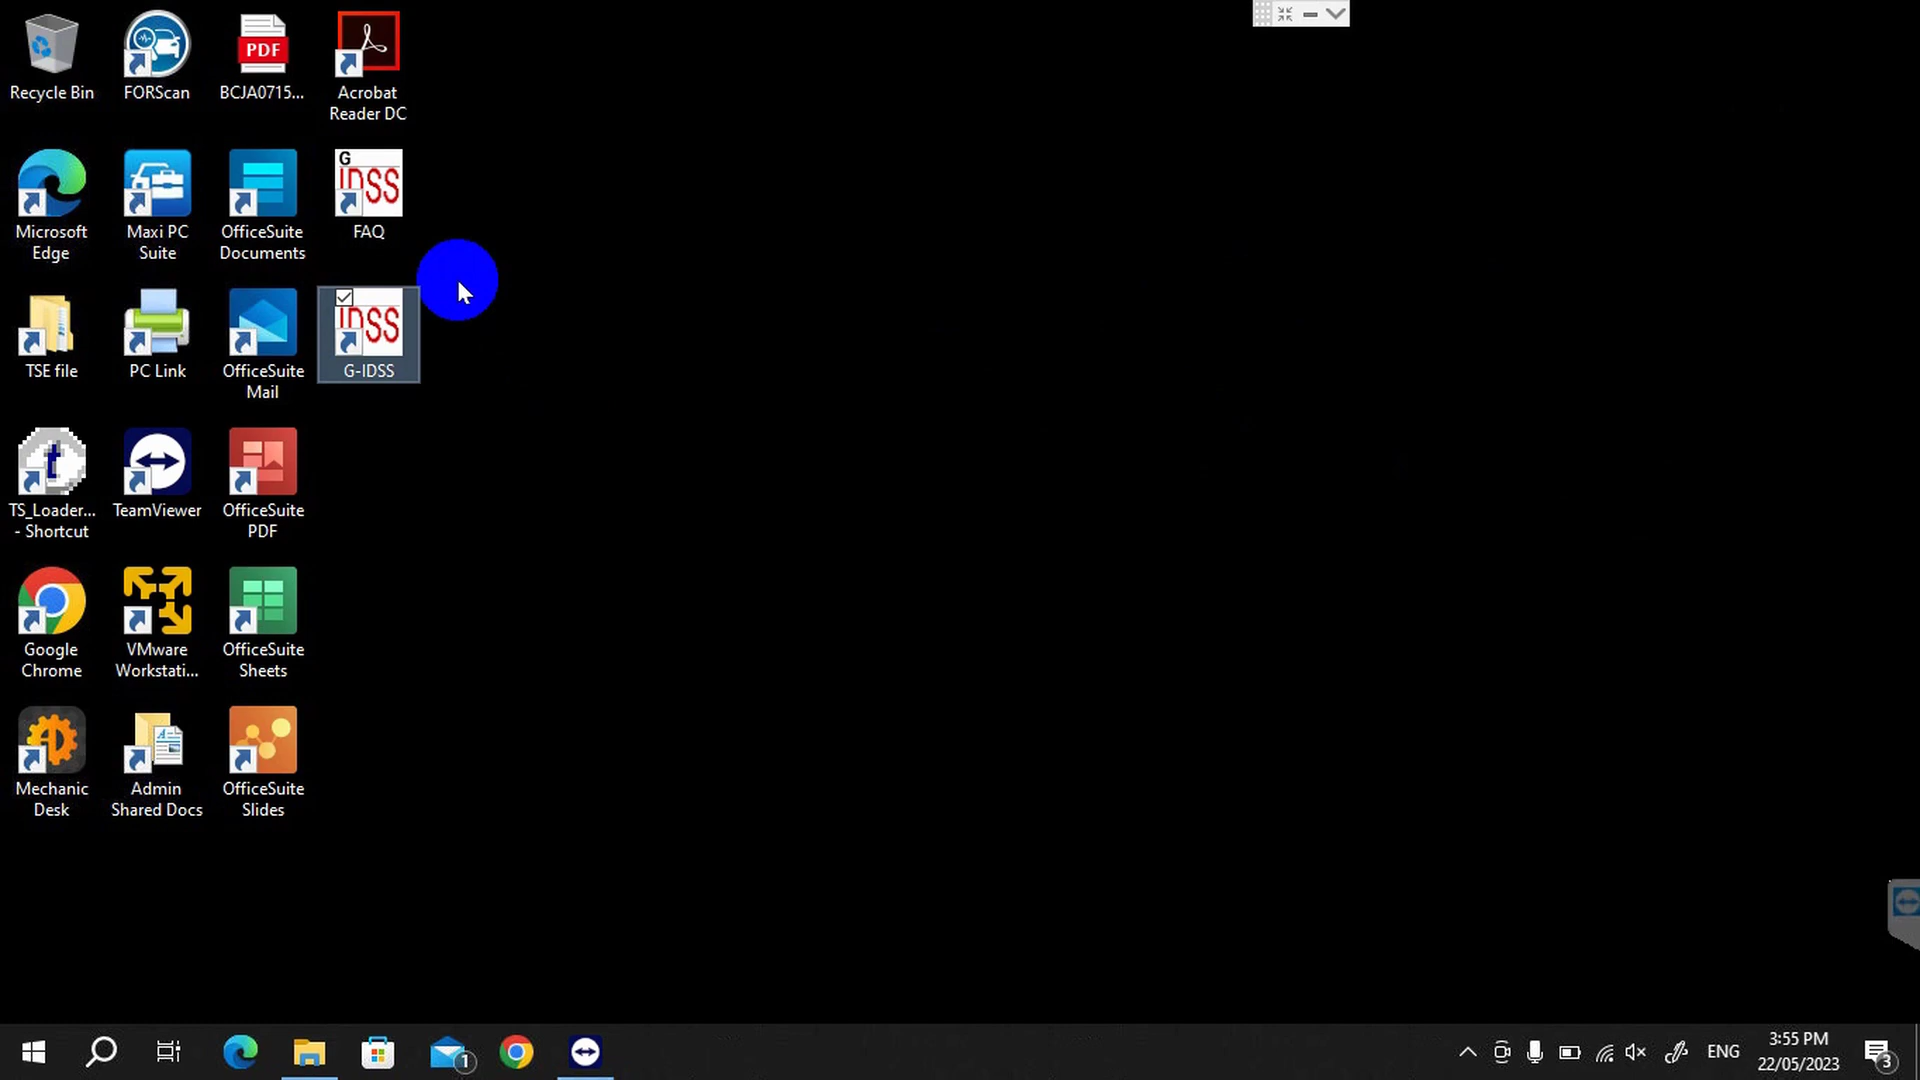 Recycle Bin
FORScan
PDF
BCJA0715...
Acrobat
Reader DC
Microsoft
Edge
Maxi PC
Suite
OfficeSuite
Documents
G
IDSS
FAQ
TSE file
PC Link
OfficeSuite
Mail
IDSS
G-IDSS
t
TS_Loader...
- Shortcut
TeamViewer
OfficeSuite
PDF
Google
Chrome
VMware
Workstati...
OfficeSuite
Sheets
Mechanic
Desk
Admin
Shared Docs
OfficeSuite
Slides
1
ENG
3:55 PM
22/05/2023
3